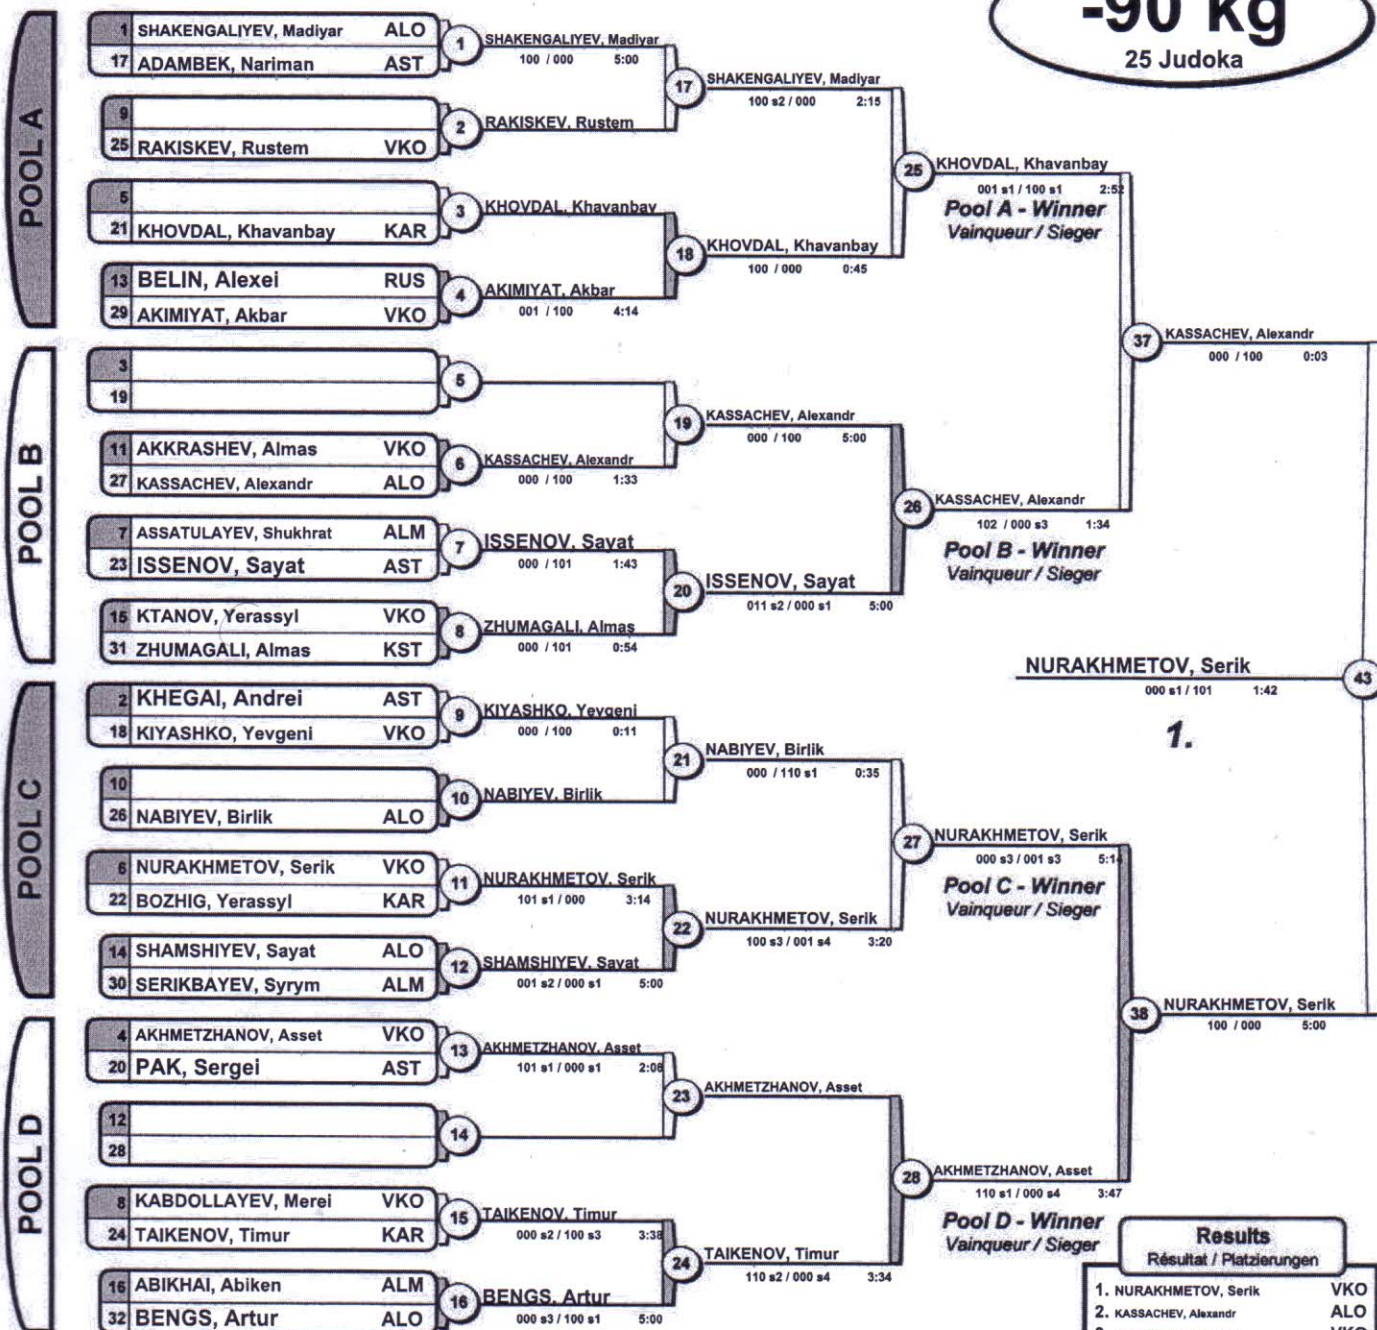 -90 kg
25 Judoka
POOL A
1 SHAKENGALIYEV, Madiyar ALO
17 ADAMBEK, Nariman AST
1 SHAKENGALIYEV, Madiyar
100 / 000 5:00
9
25 RAKISKEV, Rustem VKO
2 RAKISKEV, Rustem
17 SHAKENGALIYEV, Madiyar
100 s2 / 000 2:15
5
21 KHOVDAL, Khavanbay KAR
3 KHOVDAL, Khavanbay
13 BELIN, Alexei RUS
29 AKIMIYAT, Akbar VKO
4 AKIMIYAT, Akbar
001 / 100 4:14
18 KHOVDAL, Khavanbay
100 / 000 0:45
25 KHOVDAL, Khavanbay
001 s1 / 100 s1 2:52
Pool A - Winner
Vainqueur / Sieger
POOL B
3
19
5
11 AKKRASHEV, Almas VKO
27 KASSACHEV, Alexandr ALO
6 KASSACHEV, Alexandr
000 / 100 1:33
19 KASSACHEV, Alexandr
000 / 100 5:00
7 ASSATULAYEV, Shukhrat ALM
23 ISSENOV, Sayat AST
7 ISSENOV, Sayat
000 / 101 1:43
15 KTANOV, Yerassyl VKO
31 ZHUMAGALI, Almas KST
8 ZHUMAGALI, Almas
000 / 101 0:54
20 ISSENOV, Sayat
011 s2 / 000 s1 5:00
26 KASSACHEV, Alexandr
102 / 000 s3 1:34
Pool B - Winner
Vainqueur / Sieger
37 KASSACHEV, Alexandr
000 / 100 0:03
NURAKHMETOV, Serik 43
000 s1 / 101 1:42
1.
POOL C
2 KHEGAI, Andrei AST
18 KIYASHKO, Yevgeni VKO
9 KIYASHKO, Yevgeni
000 / 100 0:11
10
26 NABIYEV, Birlik ALO
10 NABIYEV, Birlik
21 NABIYEV, Birlik
000 / 110 s1 0:35
6 NURAKHMETOV, Serik VKO
22 BOZHIG, Yerassyl KAR
11 NURAKHMETOV, Serik
101 s1 / 000 3:14
14 SHAMSHIYEV, Sayat ALO
30 SERIKBAYEV, Syrym ALM
12 SHAMSHIYEV, Sayat
001 s2 / 000 s1 5:00
22 NURAKHMETOV, Serik
100 s3 / 001 s4 3:20
27 NURAKHMETOV, Serik
000 s3 / 001 s3 5:14
Pool C - Winner
Vainqueur / Sieger
POOL D
4 AKHMETZHANOV, Asset VKO
20 PAK, Sergei AST
13 AKHMETZHANOV, Asset
101 s1 / 000 s1 2:06
12
28
14
23 AKHMETZHANOV, Asset
8 KABDOLLAYEV, Merei VKO
24 TAIKENOV, Timur KAR
15 TAIKENOV, Timur
000 s2 / 100 s3 3:38
16 ABIKHAI, Abiken ALM
32 BENGS, Artur ALO
16 BENGS, Artur
000 s3 / 100 s1 5:00
24 TAIKENOV, Timur
110 s2 / 000 s4 3:34
28 AKHMETZHANOV, Asset
110 s1 / 000 s4 3:47
Pool D - Winner
Vainqueur / Sieger
38 NURAKHMETOV, Serik
100 / 000 5:00
Results
Résultat / Platzierungen
1. NURAKHMETOV, Serik VKO
2. KASSACHEV, Alexandr ALO
VKO